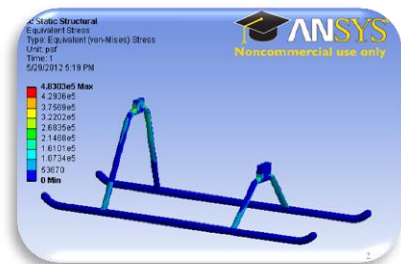 : Static Structural
Equivalent Stress
Type: Equivalent (von-Mises) Stress
Unit: psf
Time: 1
5/29/2012 5:19 PM
4.8303e5 Max
4.2936e5
3.7569e5
3.2202e5
2.6835e5
2.1468e5
1.6101e5
1.0734e5
53670
0 Min
ANSYS
Noncommercial use only